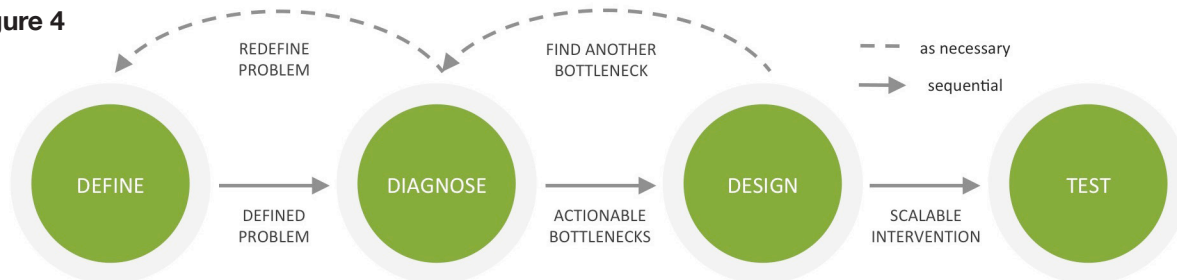 gure 4
REDEFINE
PROBLEM
FIND ANOTHER
BOTTLENECK
as necessary
sequential
DEFINE
DIAGNOSE
DESIGN
TEST
DEFINED
PROBLEM
ACTIONABLE
BOTTLENECKS
SCALABLE
INTERVENTION